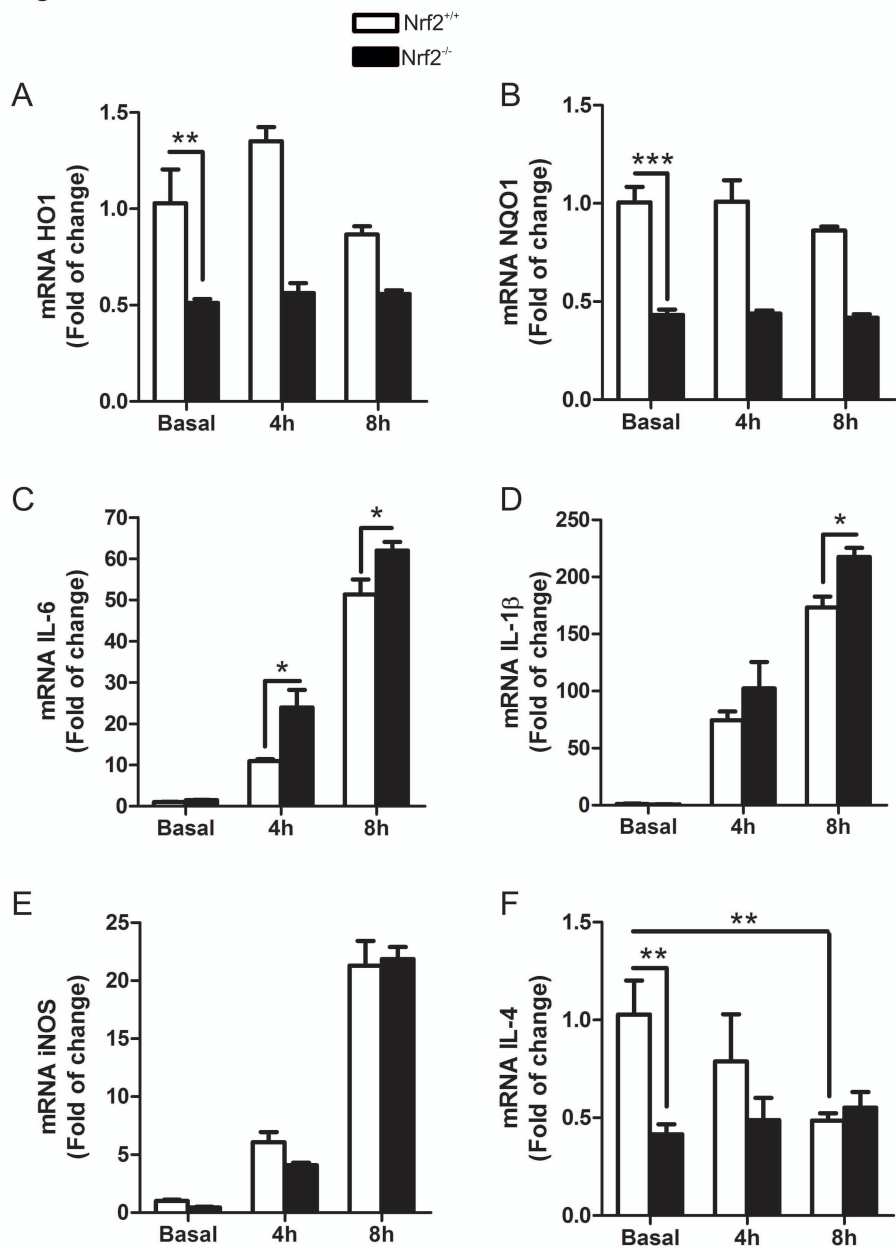 Nrf2+/+
Nrf2-/-
A
mRNA HO1
(Fold of change)
1.5
1.0
0.5
0.0
**
Basal 4h 8h
B
mRNA NQO1
(Fold of change)
1.5
1.0
0.5
0.0
***
Basal 4h 8h
C
mRNA IL-6
(Fold of change)
70
60
50
40
30
20
10
0
*
*
Basal 4h 8h
D
mRNA IL-1β
(Fold of change)
250
200
150
100
50
0
*
Basal 4h 8h
E
mRNA iNOS
(Fold of change)
25
20
15
10
5
0
Basal 4h 8h
F
mRNA IL-4
(Fold of change)
1.5
1.0
0.5
0.0
**
**
Basal 4h 8h